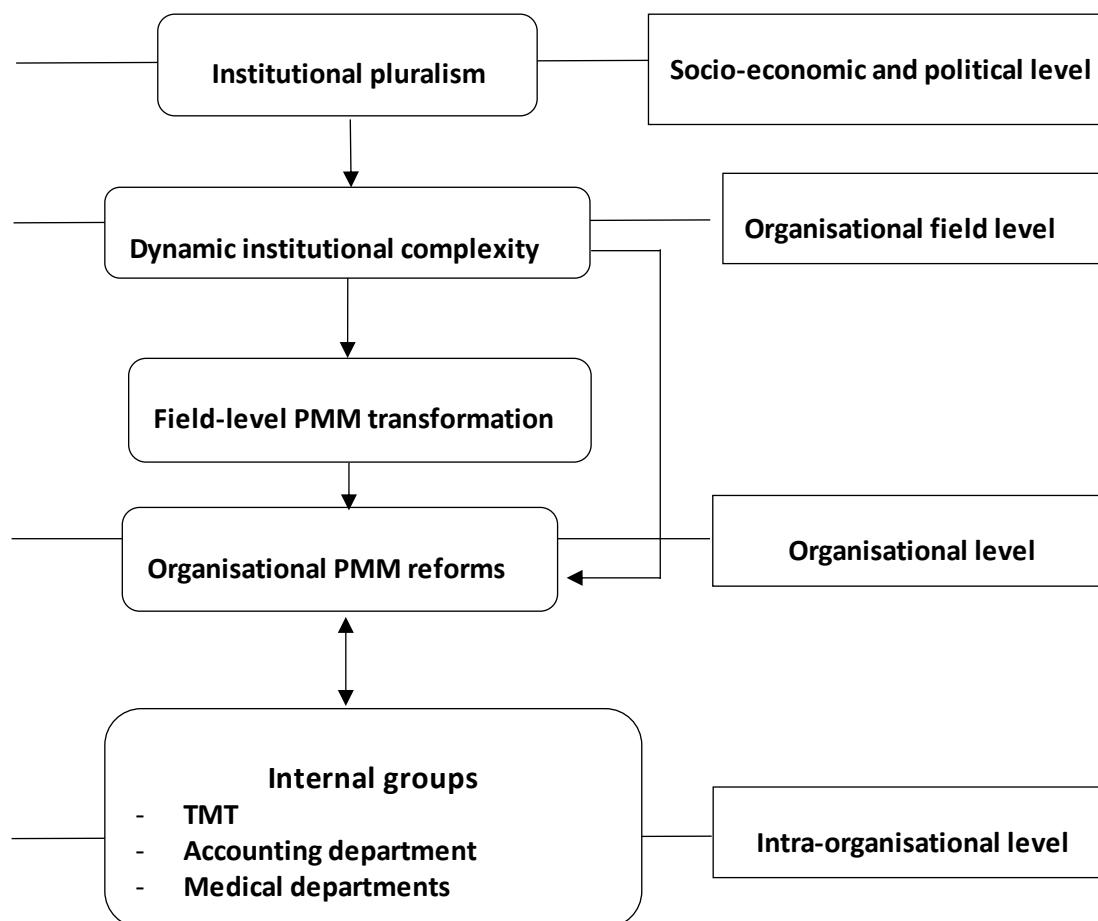 Institutional pluralism
Socio-economic and political level
Dynamic institutional complexity
Organisational field level
Field-level PMM transformation
Organisational PMM reforms
Organisational level
Internal groups
- TMT
- Accounting department
- Medical departments
Intra-organisational level